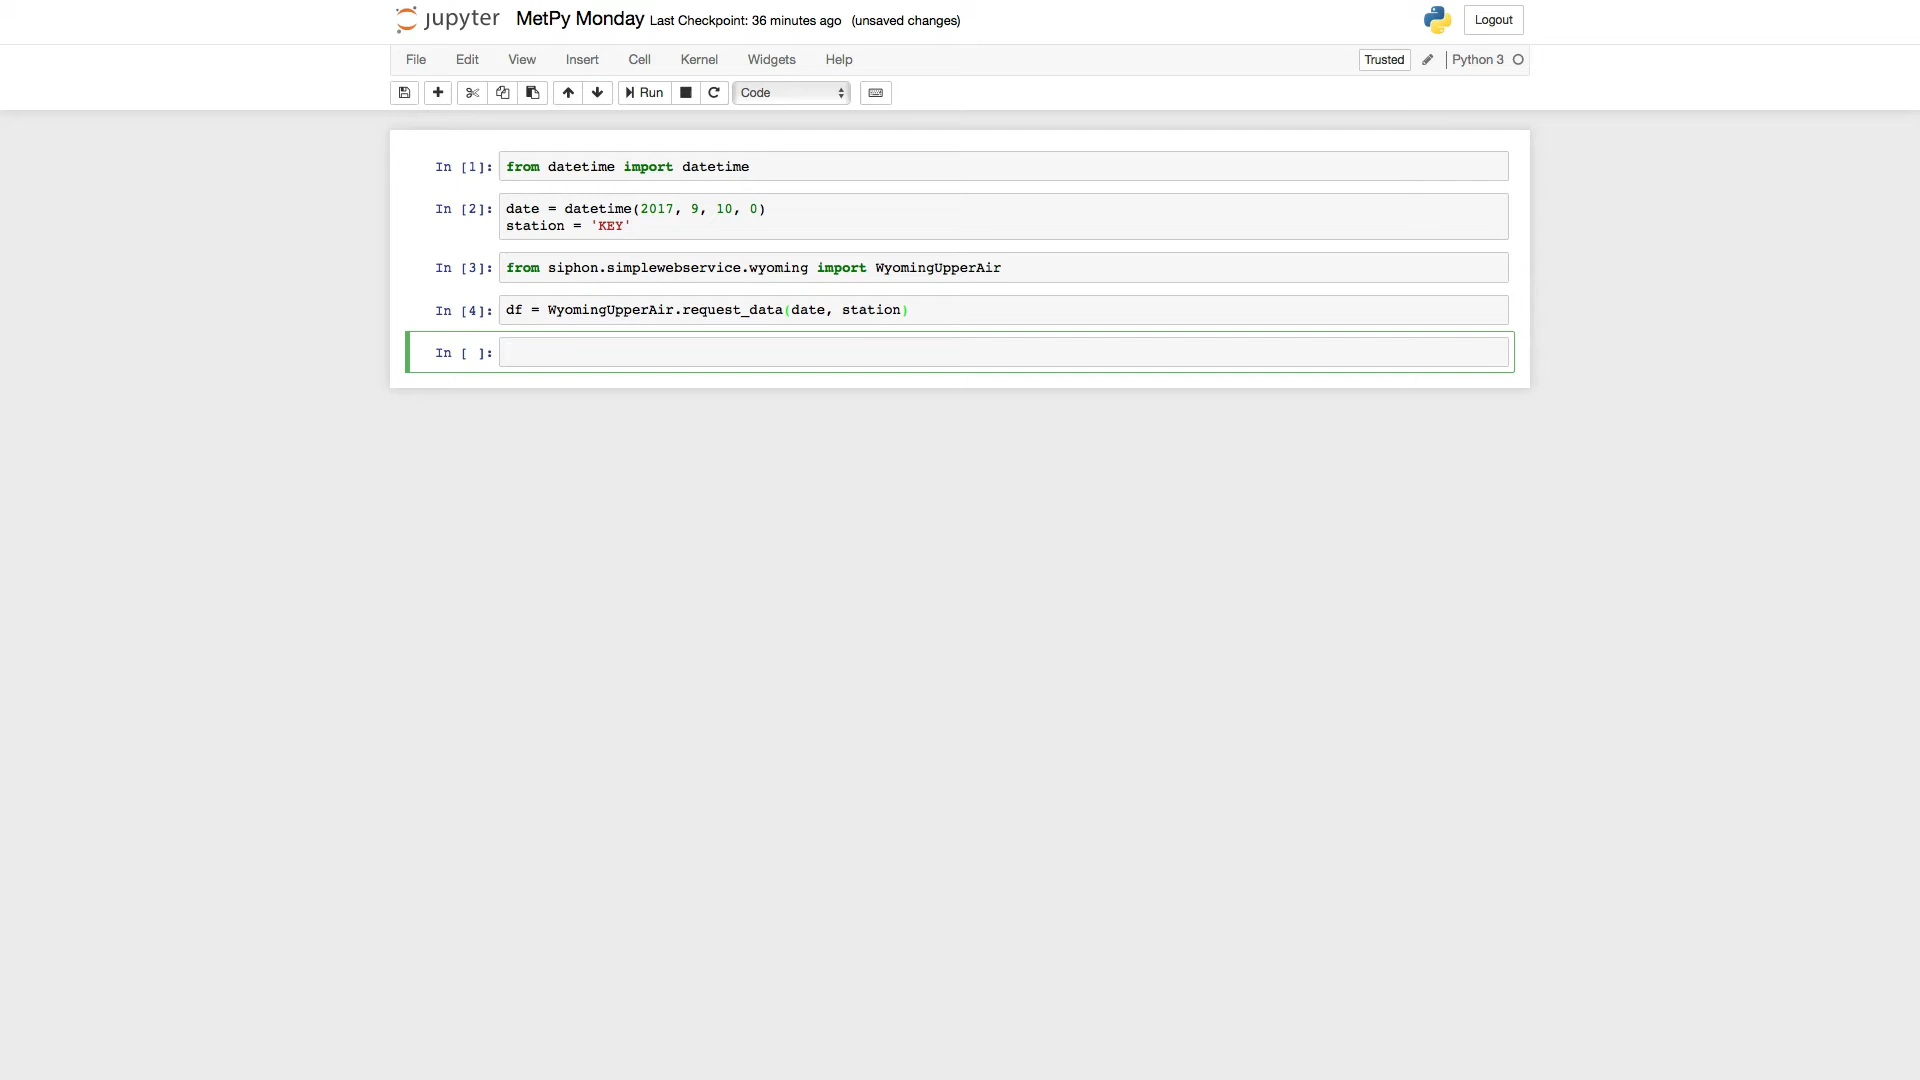 jupyter MetPy Monday Last Checkpoint: 36 minutes ago (unsaved changes) Logout
File Edit View Insert Cell Kernel Widgets Help Trusted Python 3
Run Code
In [1]: from datetime import datetime
In [2]: date = datetime(2017, 9, 10, 0)
station = 'KEY'
In [3]: from siphon.simplewebservice.wyoming import WyomingUpperAir
In [4]: df = WyomingUpperAir.request_data(date, station)
In [ ]: